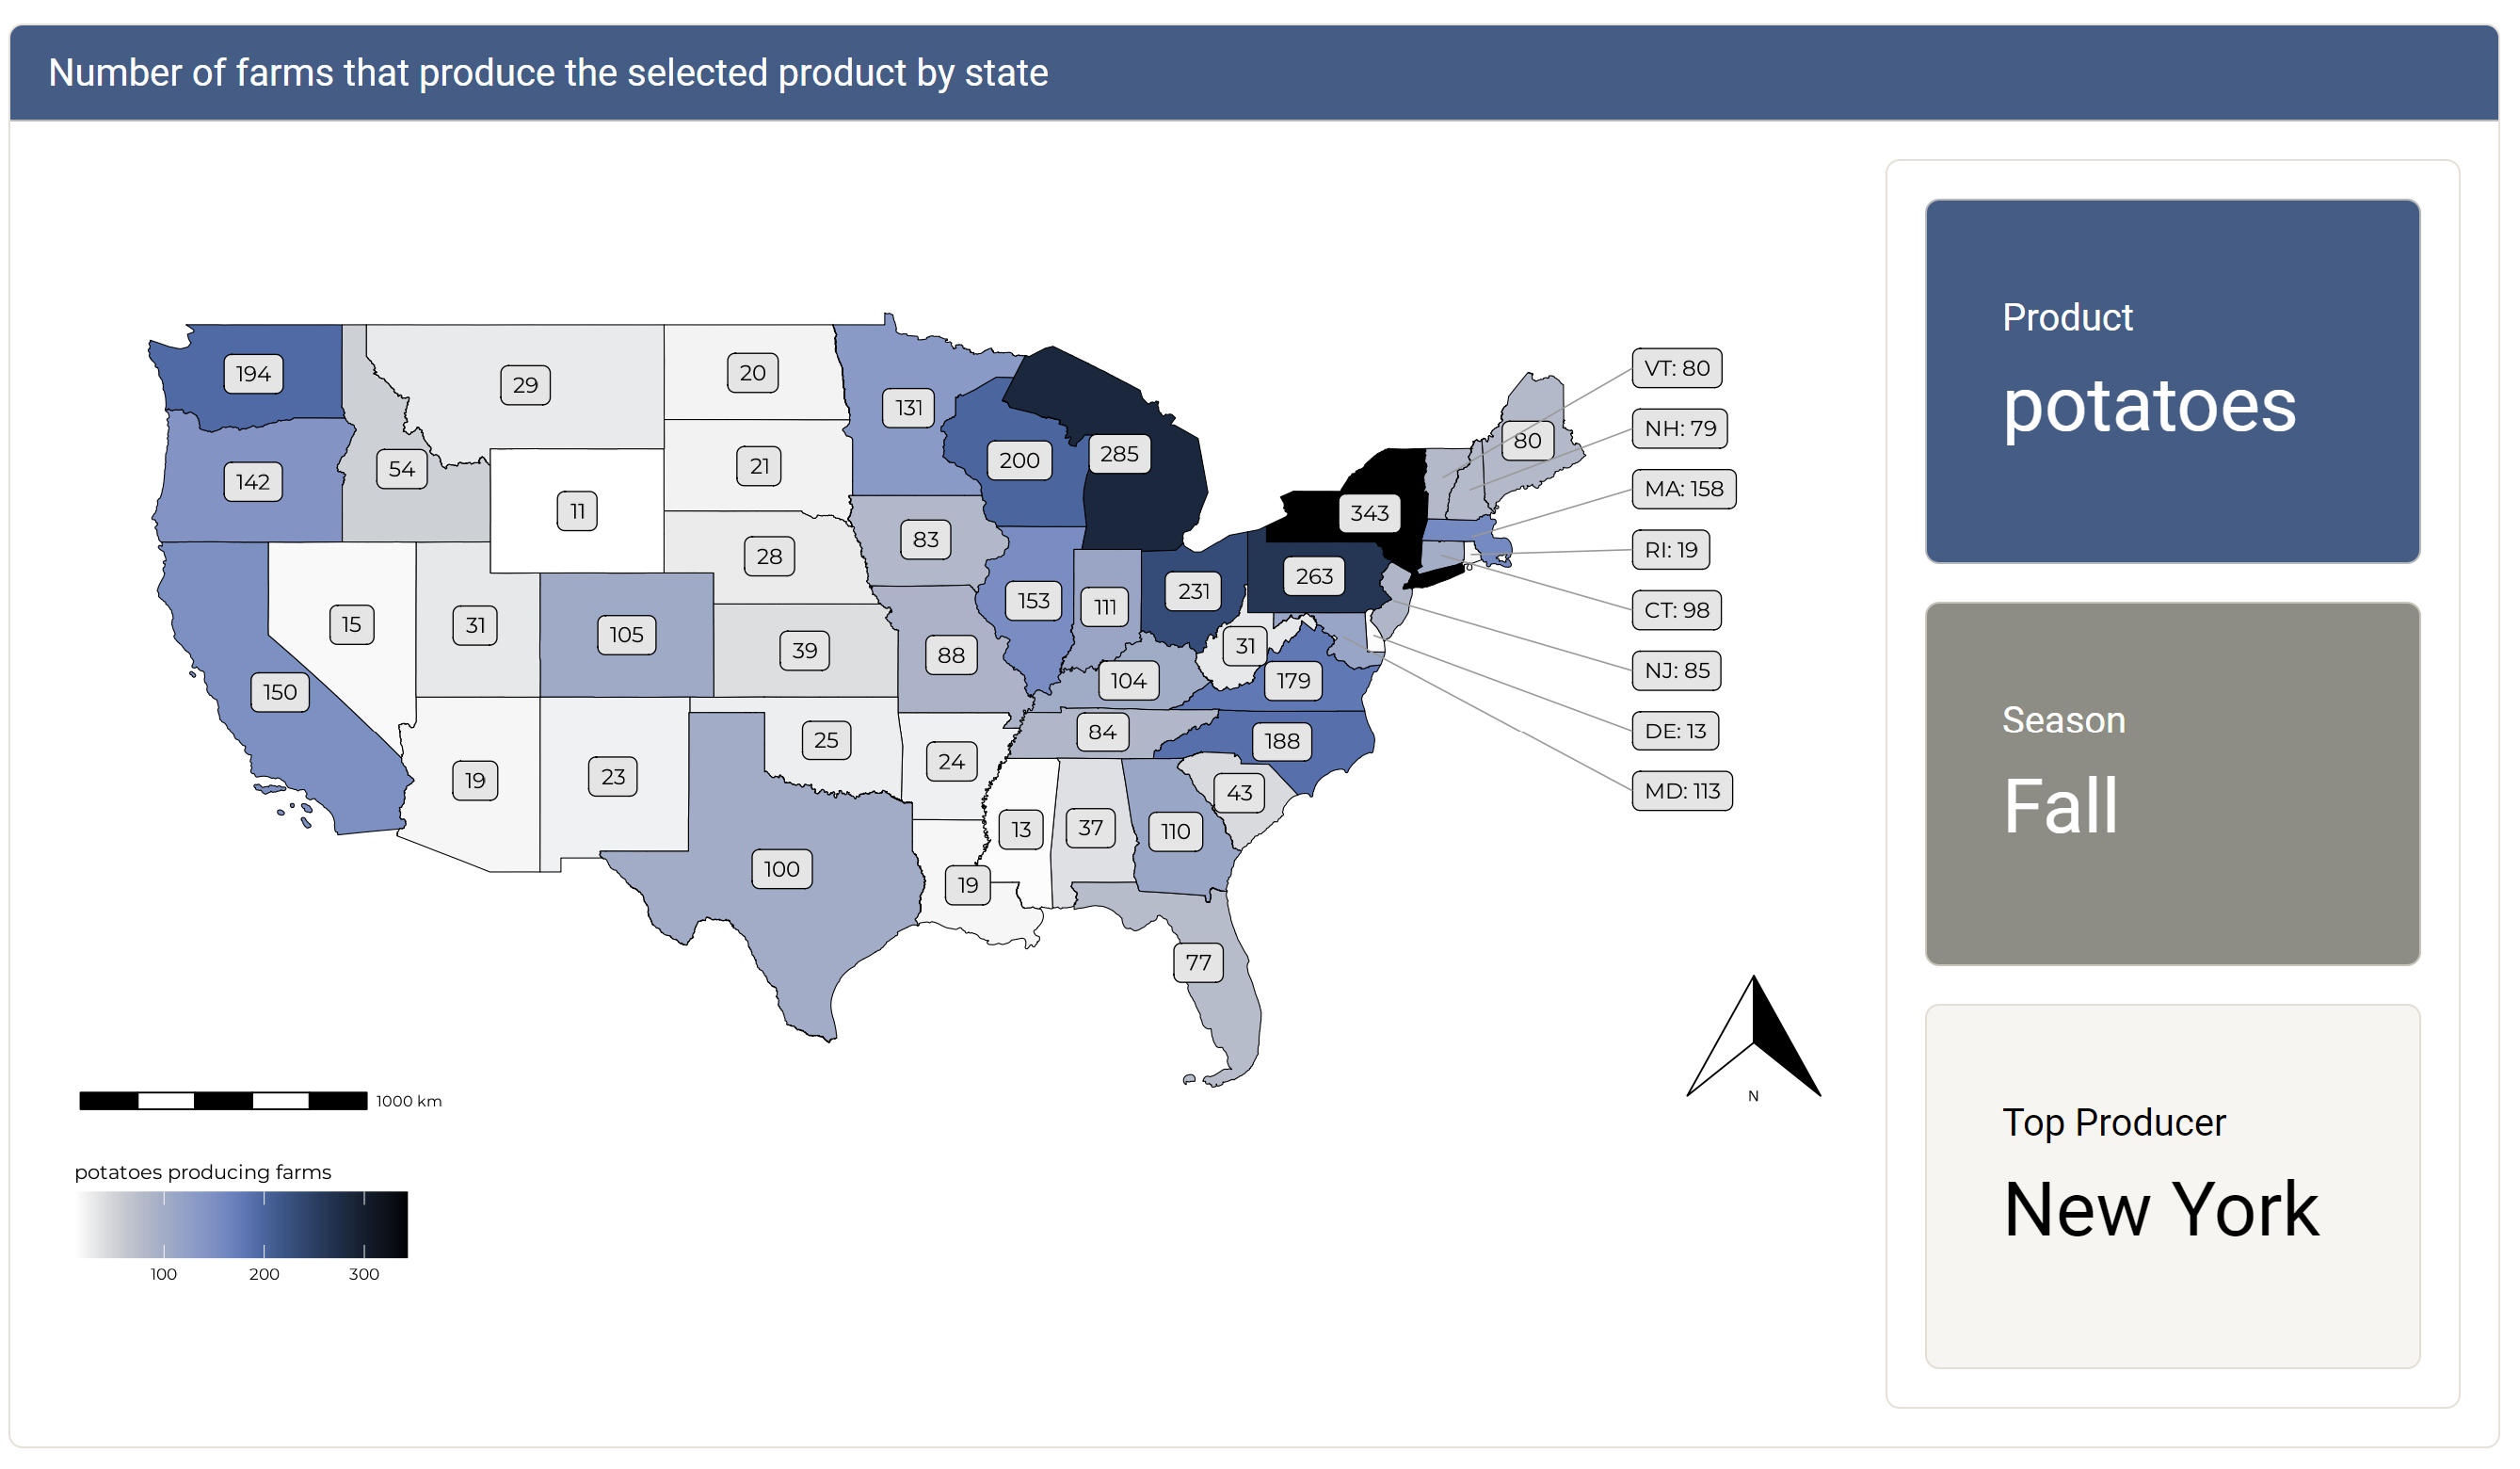 Number of farms that produce the selected product by state
194
29
20
131
VT: 80
NH: 79
80
142
54
21
200
285
MA: 158
11
343
83
RI: 19
28
263
231
153
111
CT: 98
15
31
105
39
88
31
104
179
NJ: 85
150
84
188
25
DE: 13
24
19
23
43
MD: 113
13
37
110
100
19
77
N
1000 km
potatoes producing farms
100 200 300
Product
potatoes
Season
Fall
Top Producer
New York